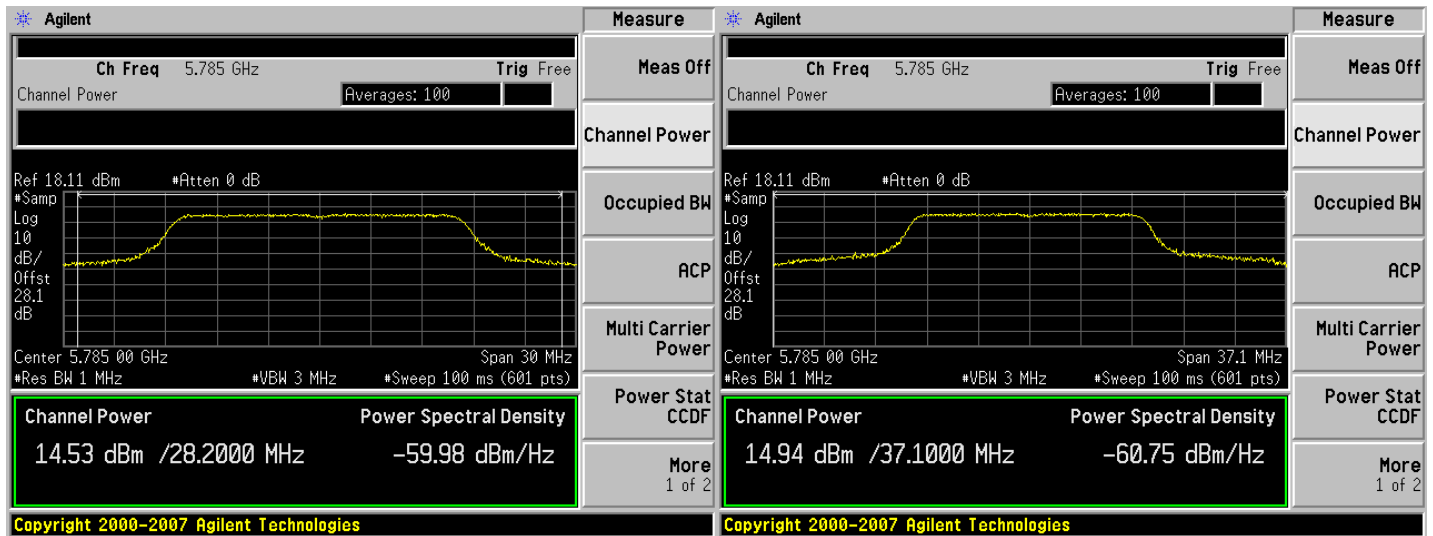 Agilent
Ch Freq 5.785 GHz Trig Free
Channel Power Averages: 100
Ref 18.11 dBm #Atten 0 dB
#Samp
Log
10
dB/
Offst
28.1
dB
Center 5.785 00 GHz Span 30 MHz
#Res BW 1 MHz #VBW 3 MHz #Sweep 100 ms (601 pts)
Channel Power Power Spectral Density
14.53 dBm /28.2000 MHz -59.98 dBm/Hz
Copyright 2000-2007 Agilent Technologies
Measure
Meas Off
Channel Power
Occupied BW
ACP
Multi Carrier
Power
Power Stat
CCDF
More
1 of 2
Agilent
Ch Freq 5.785 GHz Trig Free
Channel Power Averages: 100
Ref 18.11 dBm #Atten 0 dB
#Samp
Log
10
dB/
Offst
28.1
dB
Center 5.785 00 GHz Span 37.1 MHz
#Res BW 1 MHz #VBW 3 MHz #Sweep 100 ms (601 pts)
Channel Power Power Spectral Density
14.94 dBm /37.1000 MHz -60.75 dBm/Hz
Copyright 2000-2007 Agilent Technologies
Measure
Meas Off
Channel Power
Occupied BW
ACP
Multi Carrier
Power
Power Stat
CCDF
More
1 of 2